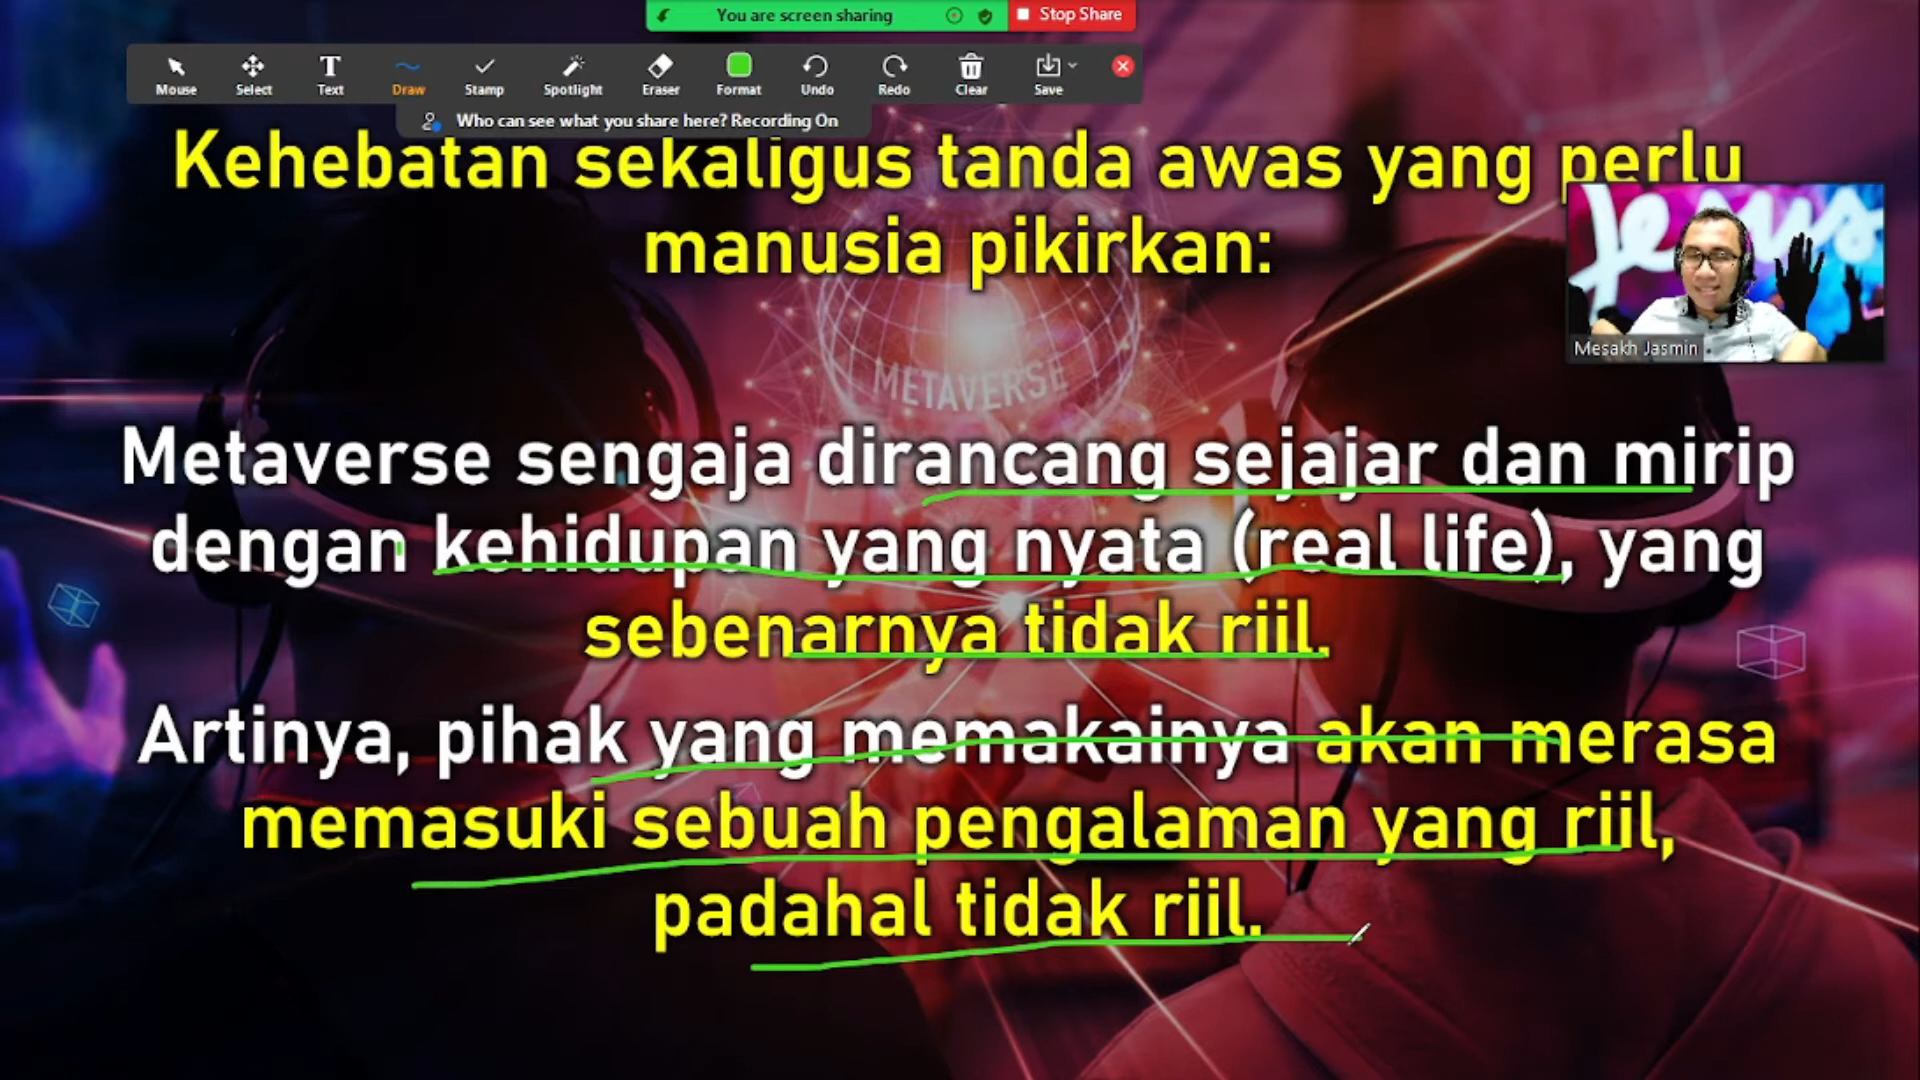 You are screen sharing
Stop Share
Mouse
Select
Text
Draw
Stamp
Spotlight
Eraser
Format
Undo
Redo
Clear
Save
Who can see what you share here? Recording On
Kehebatan sekaligus tanda awas yang perlu
manusia pikirkan:
Jesus
Mesakh Jasmin
METAVERSE
Metaverse sengaja dirancang sejajar dan mirip
dengan kehidupan yang nyata (real life), yang
sebenarnya tidak riil.
Artinya, pihak yang memakainya akan merasa
memasuki sebuah pengalaman yang riil,
padahal tidak riil.